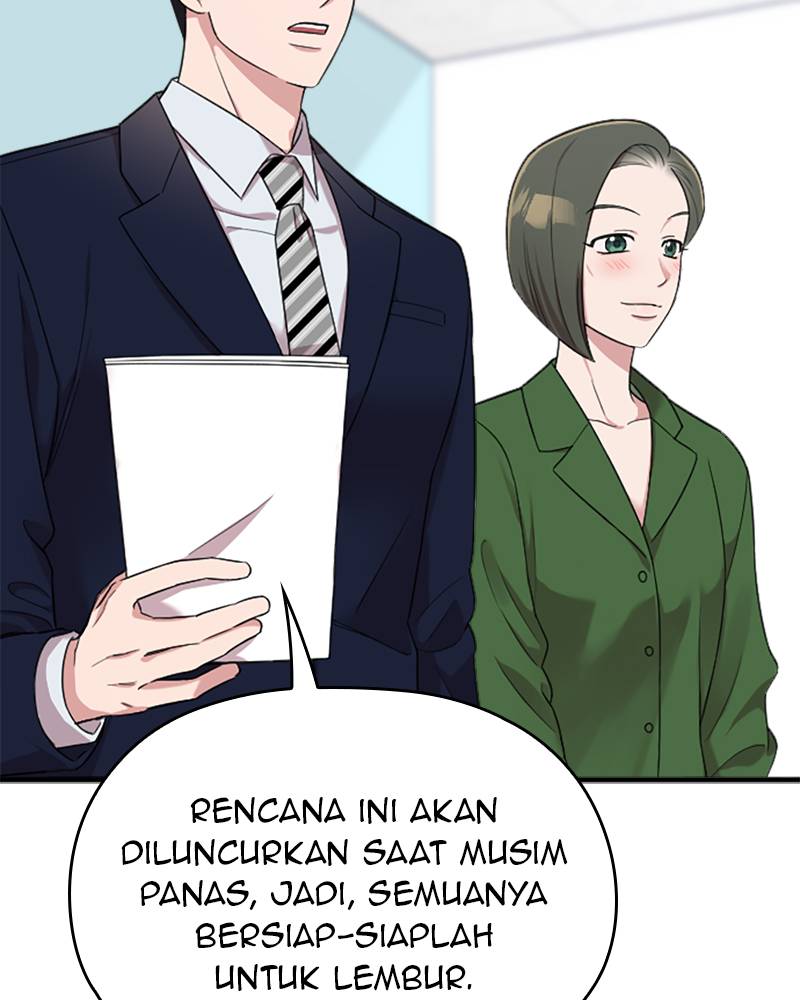 RENCANA INI AKAN
DILUNCURKAN SAAT MUSIM
PANAS, JADI, SEMUANYA
BERSIAP-SIAPLAH
UNTUK LEMBUR.